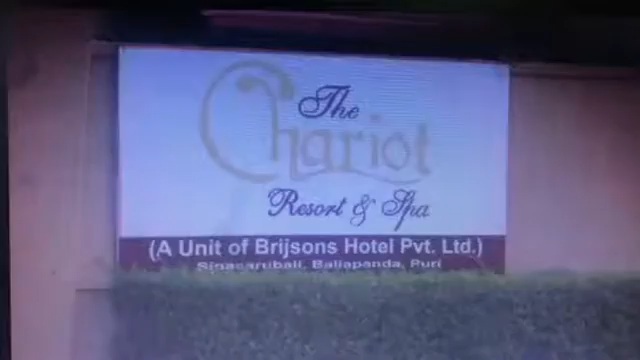 The
Chariot
Resort & Spa
(A Unit of Brijsons Hotel Pvt. Ltd.)
Baliapanda, Puri